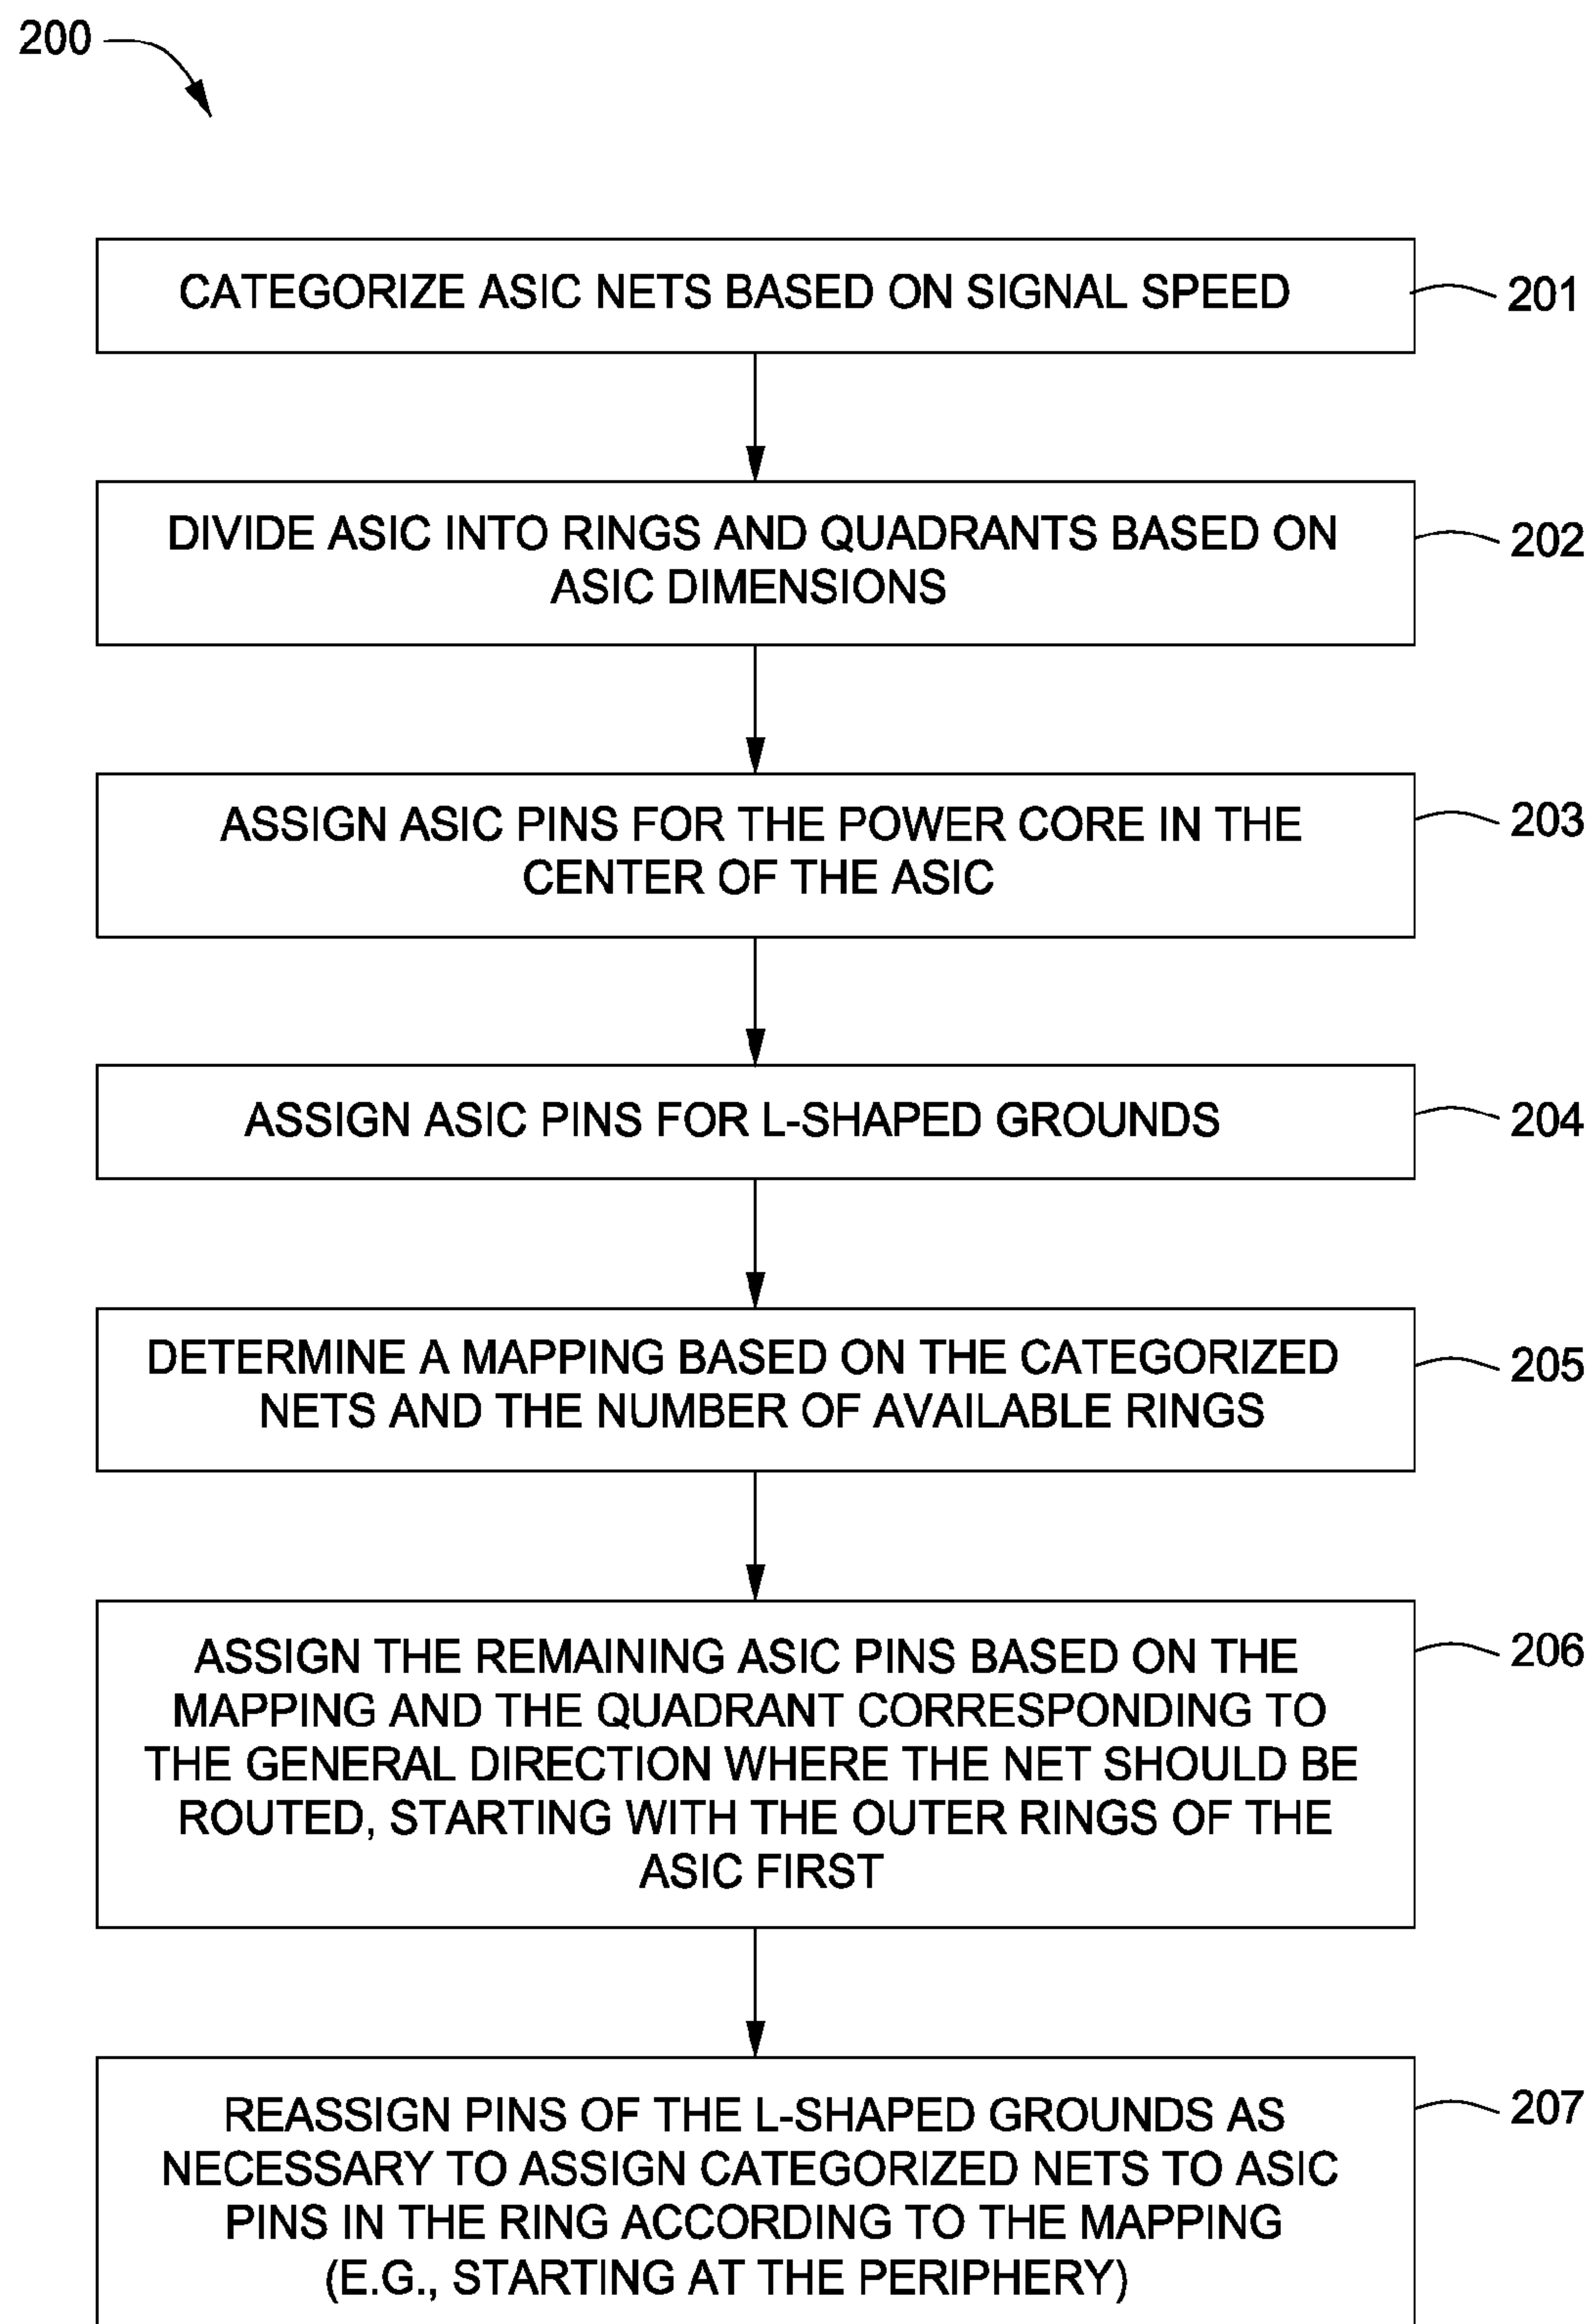 200
CATEGORIZE ASIC NETS BASED ON SIGNAL SPEED
201
DIVIDE ASIC INTO RINGS AND QUADRANTS BASED ON
ASIC DIMENSIONS
202
ASSIGN ASIC PINS FOR THE POWER CORE IN THE
CENTER OF THE ASIC
203
ASSIGN ASIC PINS FOR L-SHAPED GROUNDS
204
DETERMINE A MAPPING BASED ON THE CATEGORIZED
NETS AND THE NUMBER OF AVAILABLE RINGS
205
ASSIGN THE REMAINING ASIC PINS BASED ON THE
MAPPING AND THE QUADRANT CORRESPONDING TO
THE GENERAL DIRECTION WHERE THE NET SHOULD BE
ROUTED, STARTING WITH THE OUTER RINGS OF THE
ASIC FIRST
206
REASSIGN PINS OF THE L-SHAPED GROUNDS AS
NECESSARY TO ASSIGN CATEGORIZED NETS TO ASIC
PINS IN THE RING ACCORDING TO THE MAPPING
(E.G., STARTING AT THE PERIPHERY)
207